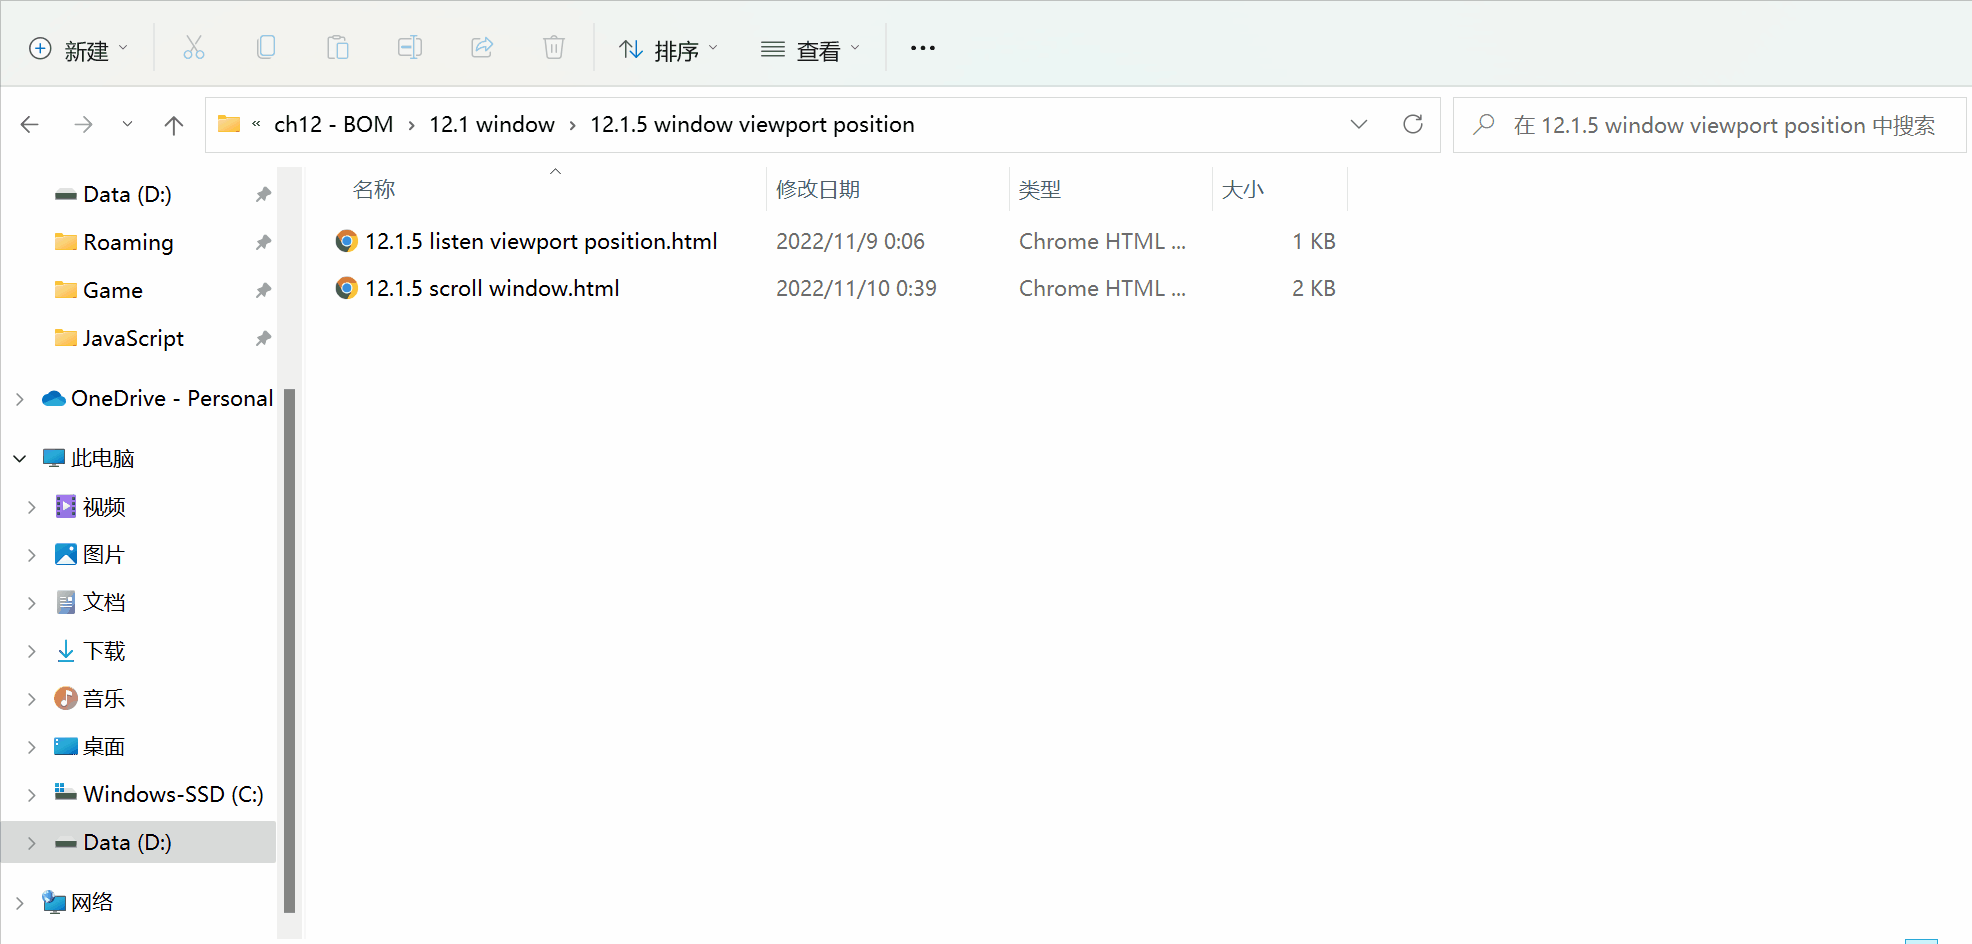 新建 排序 查看
« ch12 - BOM › 12.1 window › 12.1.5 window viewport position
在 12.1.5 window viewport position 中搜索
名称 修改日期 类型 大小
12.1.5 listen viewport position.html 2022/11/9 0:06 Chrome HTML ... 1 KB
12.1.5 scroll window.html 2022/11/10 0:39 Chrome HTML ... 2 KB
Data (D:)
Roaming
Game
JavaScript
OneDrive - Personal
此电脑
视频
图片
文档
下载
音乐
桌面
Windows-SSD (C:)
Data (D:)
网络